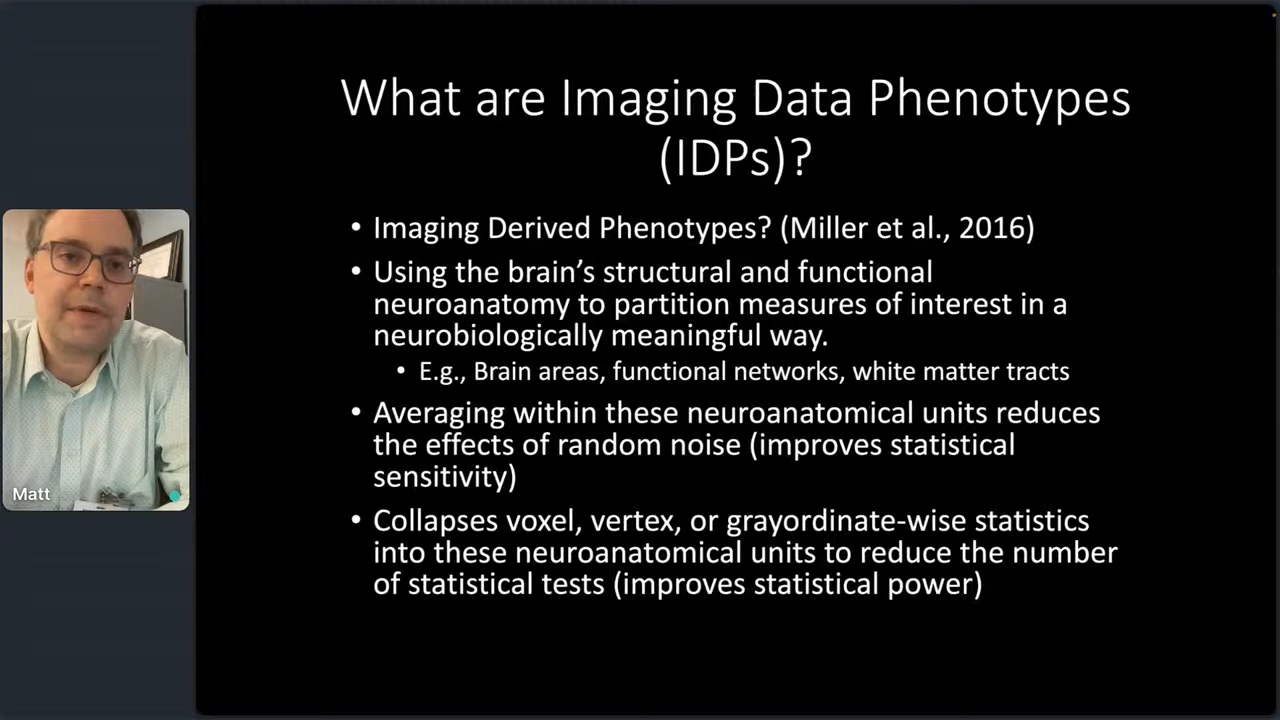 What are Imaging Data Phenotypes
(IDPs)?
• Imaging Derived Phenotypes? (Miller et al., 2016)
• Using the brain’s structural and functional
neuroanatomy to partition measures of interest in a
neurobiologically meaningful way.
• E.g., Brain areas, functional networks, white matter tracts
• Averaging within these neuroanatomical units reduces
the effects of random noise (improves statistical
sensitivity)
• Collapses voxel, vertex, or grayordinate-wise statistics
into these neuroanatomical units to reduce the number
of statistical tests (improves statistical power)
Matt